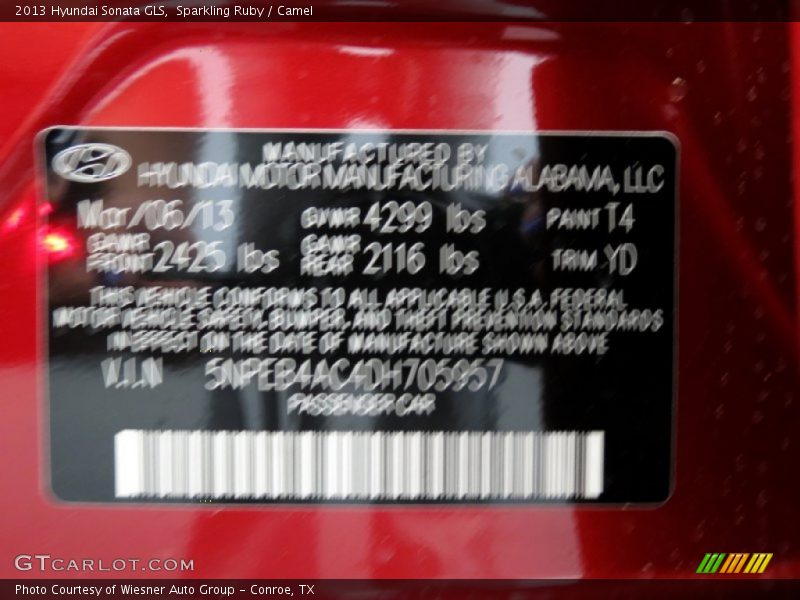 2013 Hyundai Sonata GLS, Sparkling Ruby / Camel
MANUFACTURED BY
HYUNDAI MOTOR MANUFACTURING ALABAMA, LLC
Mar/06/13 GVWR 4299 lbs PAINT T4
GAWR FRONT 2425 lbs GAWR REAR 2116 lbs TRIM YD
THIS VEHICLE CONFORMS TO ALL APPLICABLE U.S.A. FEDERAL
MOTOR VEHICLE SAFETY, BUMPER, AND THEFT PREVENTION STANDARDS
IN EFFECT ON THE DATE OF MANUFACTURE SHOWN ABOVE
V.I.N 5NPEB4AC4DH705957
PASSENGER CAR
GTCARLOT.COM
Photo Courtesy of Wiesner Auto Group - Conroe, TX